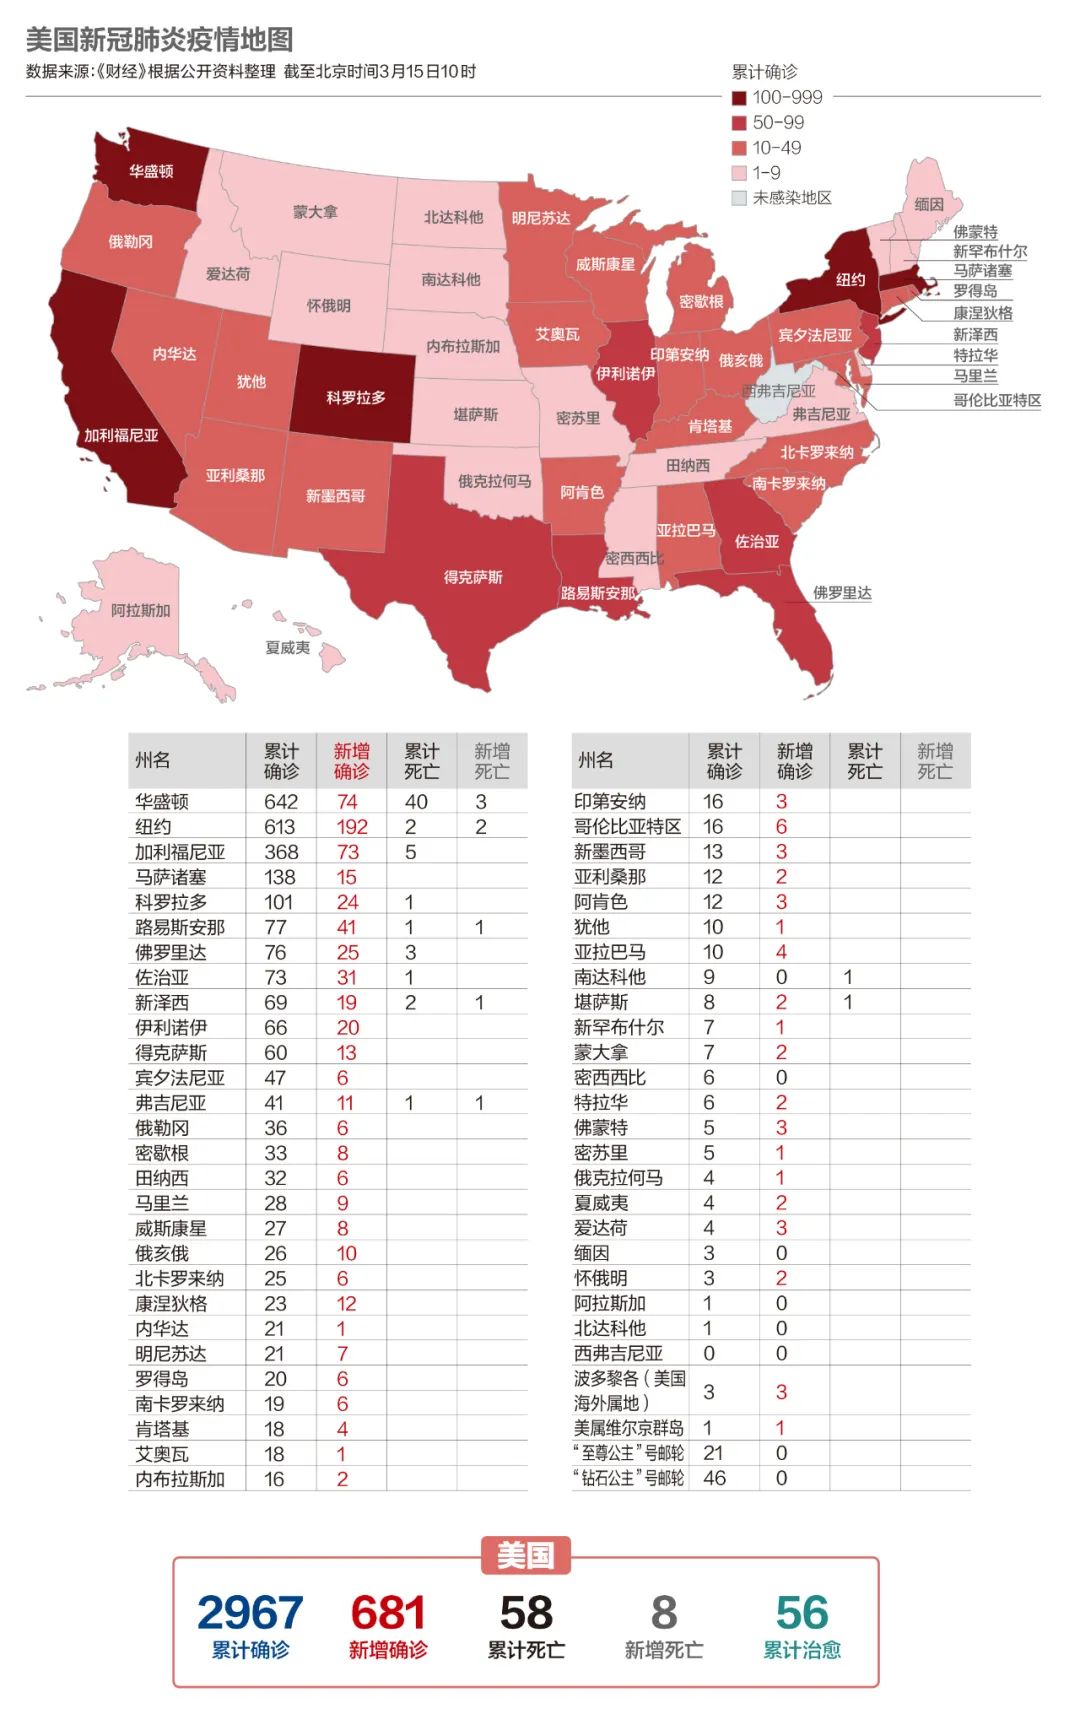 美国新冠肺炎疫情地图
数据来源:《财经》根据公开资料整理 截至北京时间3月15日10时
累计确诊
100-999
50-99
10-49
1-9
未感染地区
华盛顿
俄勒冈
蒙大拿
爱达荷
怀俄明
北达科他
南达科他
内布拉斯加
堪萨斯
俄克拉何马
明尼苏达
威斯康星
密歇根
艾奥瓦
伊利诺伊
印第安纳
俄亥俄
密苏里
肯塔基
田纳西
内华达
犹他
科罗拉多
加利福尼亚
亚利桑那
新墨西哥
得克萨斯
阿肯色
路易斯安那
密西西比
亚拉巴马
佐治亚
佛罗里达
南卡罗来纳
北卡罗来纳
弗吉尼亚
西弗吉尼亚
宾夕法尼亚
纽约
缅因
佛蒙特
新罕布什尔
马萨诸塞
罗得岛
康涅狄格
新泽西
特拉华
马里兰
哥伦比亚特区
阿拉斯加
夏威夷
州名 累计确诊 新增确诊 累计死亡 新增死亡
华盛顿 642 74 40 3
纽约 613 192 2 2
加利福尼亚 368 73 5
马萨诸塞 138 15
科罗拉多 101 24 1
路易斯安那 77 41 1 1
佛罗里达 76 25 3
佐治亚 73 31 1
新泽西 69 19 2 1
伊利诺伊 66 20
得克萨斯 60 13
宾夕法尼亚 47 6
弗吉尼亚 41 11 1 1
俄勒冈 36 6
密歇根 33 8
田纳西 32 6
马里兰 28 9
威斯康星 27 8
俄亥俄 26 10
北卡罗来纳 25 6
康涅狄格 23 12
内华达 21 1
明尼苏达 21 7
罗得岛 20 6
南卡罗来纳 19 6
肯塔基 18 4
艾奥瓦 18 1
内布拉斯加 16 2
州名 累计确诊 新增确诊 累计死亡 新增死亡
印第安纳 16 3
哥伦比亚特区 16 6
新墨西哥 13 3
亚利桑那 12 2
阿肯色 12 3
犹他 10 1
亚拉巴马 10 4
南达科他 9 0 1
堪萨斯 8 2 1
新罕布什尔 7 1
蒙大拿 7 2
密西西比 6 0
特拉华 6 2
佛蒙特 5 3
密苏里 5 1
俄克拉何马 4 1
夏威夷 4 2
爱达荷 4 3
缅因 3 0
怀俄明 3 2
阿拉斯加 1 0
北达科他 1 0
西弗吉尼亚 0 0
波多黎各(美国
海外属地) 3 3
美属维尔京群岛 1 1
“至尊公主”号邮轮 21 0
“钻石公主”号邮轮 46 0
美国
2967 681 58 8 56
累计确诊 新增确诊 累计死亡 新增死亡 累计治愈